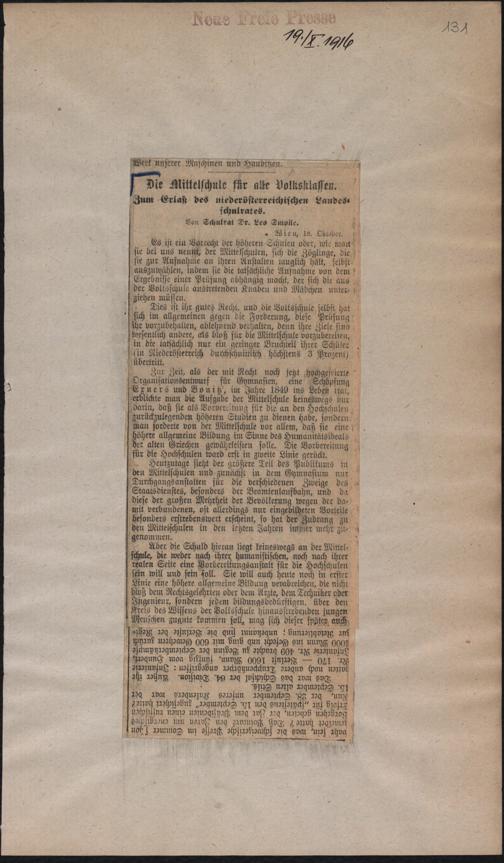 Neue Freie Presse
19./X. 1916
131
Werk unserer Maschinen und Haubitzen.
Die Mittelschule für alle Volksklassen.
Zum Erlaß des niederösterreichischen Landes-
schulrates.
Von Schulrat Dr. Leo Smolle.
Wien, 18. Oktober.
Es ist ein Vorrecht der höheren Schulen oder, wie man
sie bei uns nennt, der Mittelschulen, sich die Zöglinge, die
sie zur Aufnahme an ihren Anstalten tauglich hält, selbst
auszuwählen, indem sie die tatsächliche Aufnahme von dem
Ergebnisse einer Prüfung abhängig macht, der sich die aus
der Volksschule austretenden Knaben und Mädchen unter-
ziehen müssen.
Dies ist ihr gutes Recht, und die Volksschule selbst hat
sich im allgemeinen gegen die Forderung, diese Prüfung
ihr vorzubehalten, ablehnend verhalten, denn ihre Ziele sind
wesentlich andere, als bloß für die Mittelschule vorzubereiten,
in die tatsächlich nur ein geringer Bruchteil ihrer Schüler
(in Niederösterreich durchschnittlich höchstens 3 Prozent)
übertritt.
Zur Zeit, als der mit Recht noch jetzt hochgefeierte
Organisationsentwurf für Gymnasien, eine Schöpfung
Exners und Bonitz', im Jahre 1849 ins Leben trat,
erblickte man die Aufgabe der Mittelschule keineswegs nur
darin, daß sie als Vorbereitung für die an den Hochschulen
zurückzulegenden höheren Studien zu dienen habe, sondern
man forderte von der Mittelschule vor allem, daß sie eine
höhere allgemeine Bildung im Sinne des Humanitätsideals
der alten Griechen gewährleisten solle. Die Vorbereitung
für die Hochschulen ward erst in zweite Linie gerückt.
Heutzutage sieht der größere Teil des Publikums in
den Mittelschulen und zunächst in dem Gymnasium nur
Durchgangsanstalten für die verschiedenen Zweige des
Staatsdienstes, besonders der Beamtenlaufbahn, und da
diese der großen Mehrheit der Bevölkerung wegen der da-
mit verbundenen, oft allerdings nur eingebildeten Vorteile
besonders erstrebenswert erscheint, so hat der Zudrang zu
den Mittelschulen in den letzten Jahren immer mehr zu-
genommen.
Aber die Schuld hieran liegt keineswegs an der Mittel-
schule, die weder nach ihrer humanistischen, noch nach ihrer
realen Seite eine Vorbereitungsanstalt für die Hochschulen
sein will und sein soll. Sie will auch heute noch in erster
Linie eine höhere allgemeine Bildung verabreichen, die nicht
bloß dem Rechtsgelehrten oder dem Arzte, dem Techniker oder
Ingenieur, sondern jedem bildungsbedürftigen, über den
Kreis des Wissens der Volksschule hinausstrebenden jungen
Menschen zugute kommen soll, mag sich dieser später auch